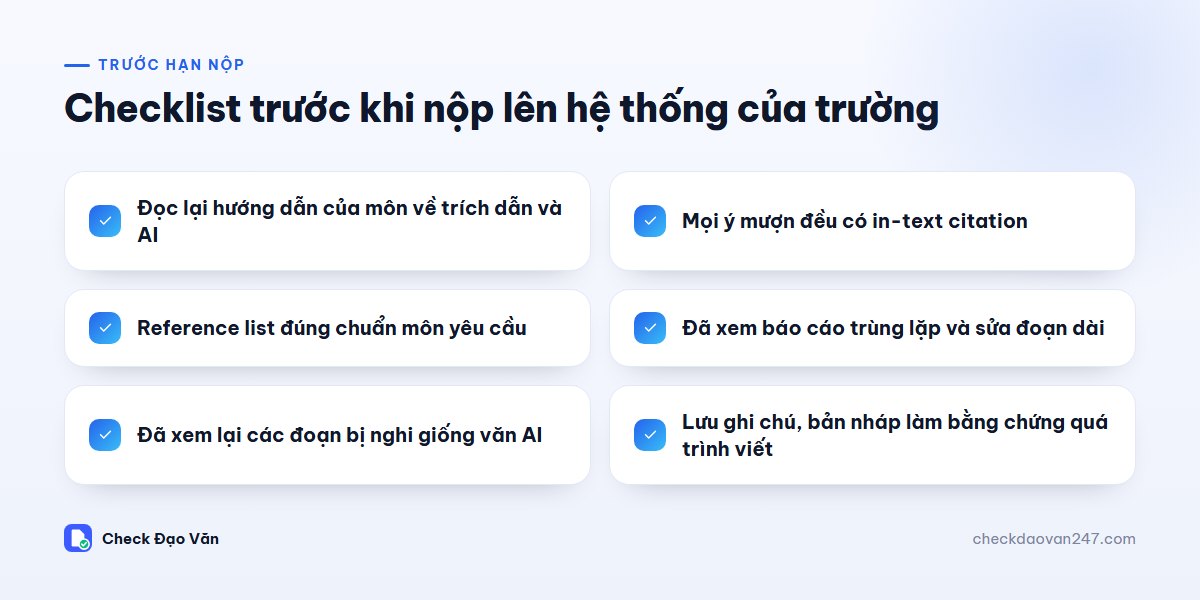 TRƯỚC HẠN NỘP
Checklist trước khi nộp lên hệ thống của trường
Đọc lại hướng dẫn của môn về trích dẫn và
AI
Mọi ý mượn đều có in-text citation
Reference list đúng chuẩn môn yêu cầu
Đã xem báo cáo trùng lặp và sửa đoạn dài
Đã xem lại các đoạn bị nghi giống văn AI
Lưu ghi chú, bản nháp làm bằng chứng quá
trình viết
Check Đạo Văn
checkdaovan247.com